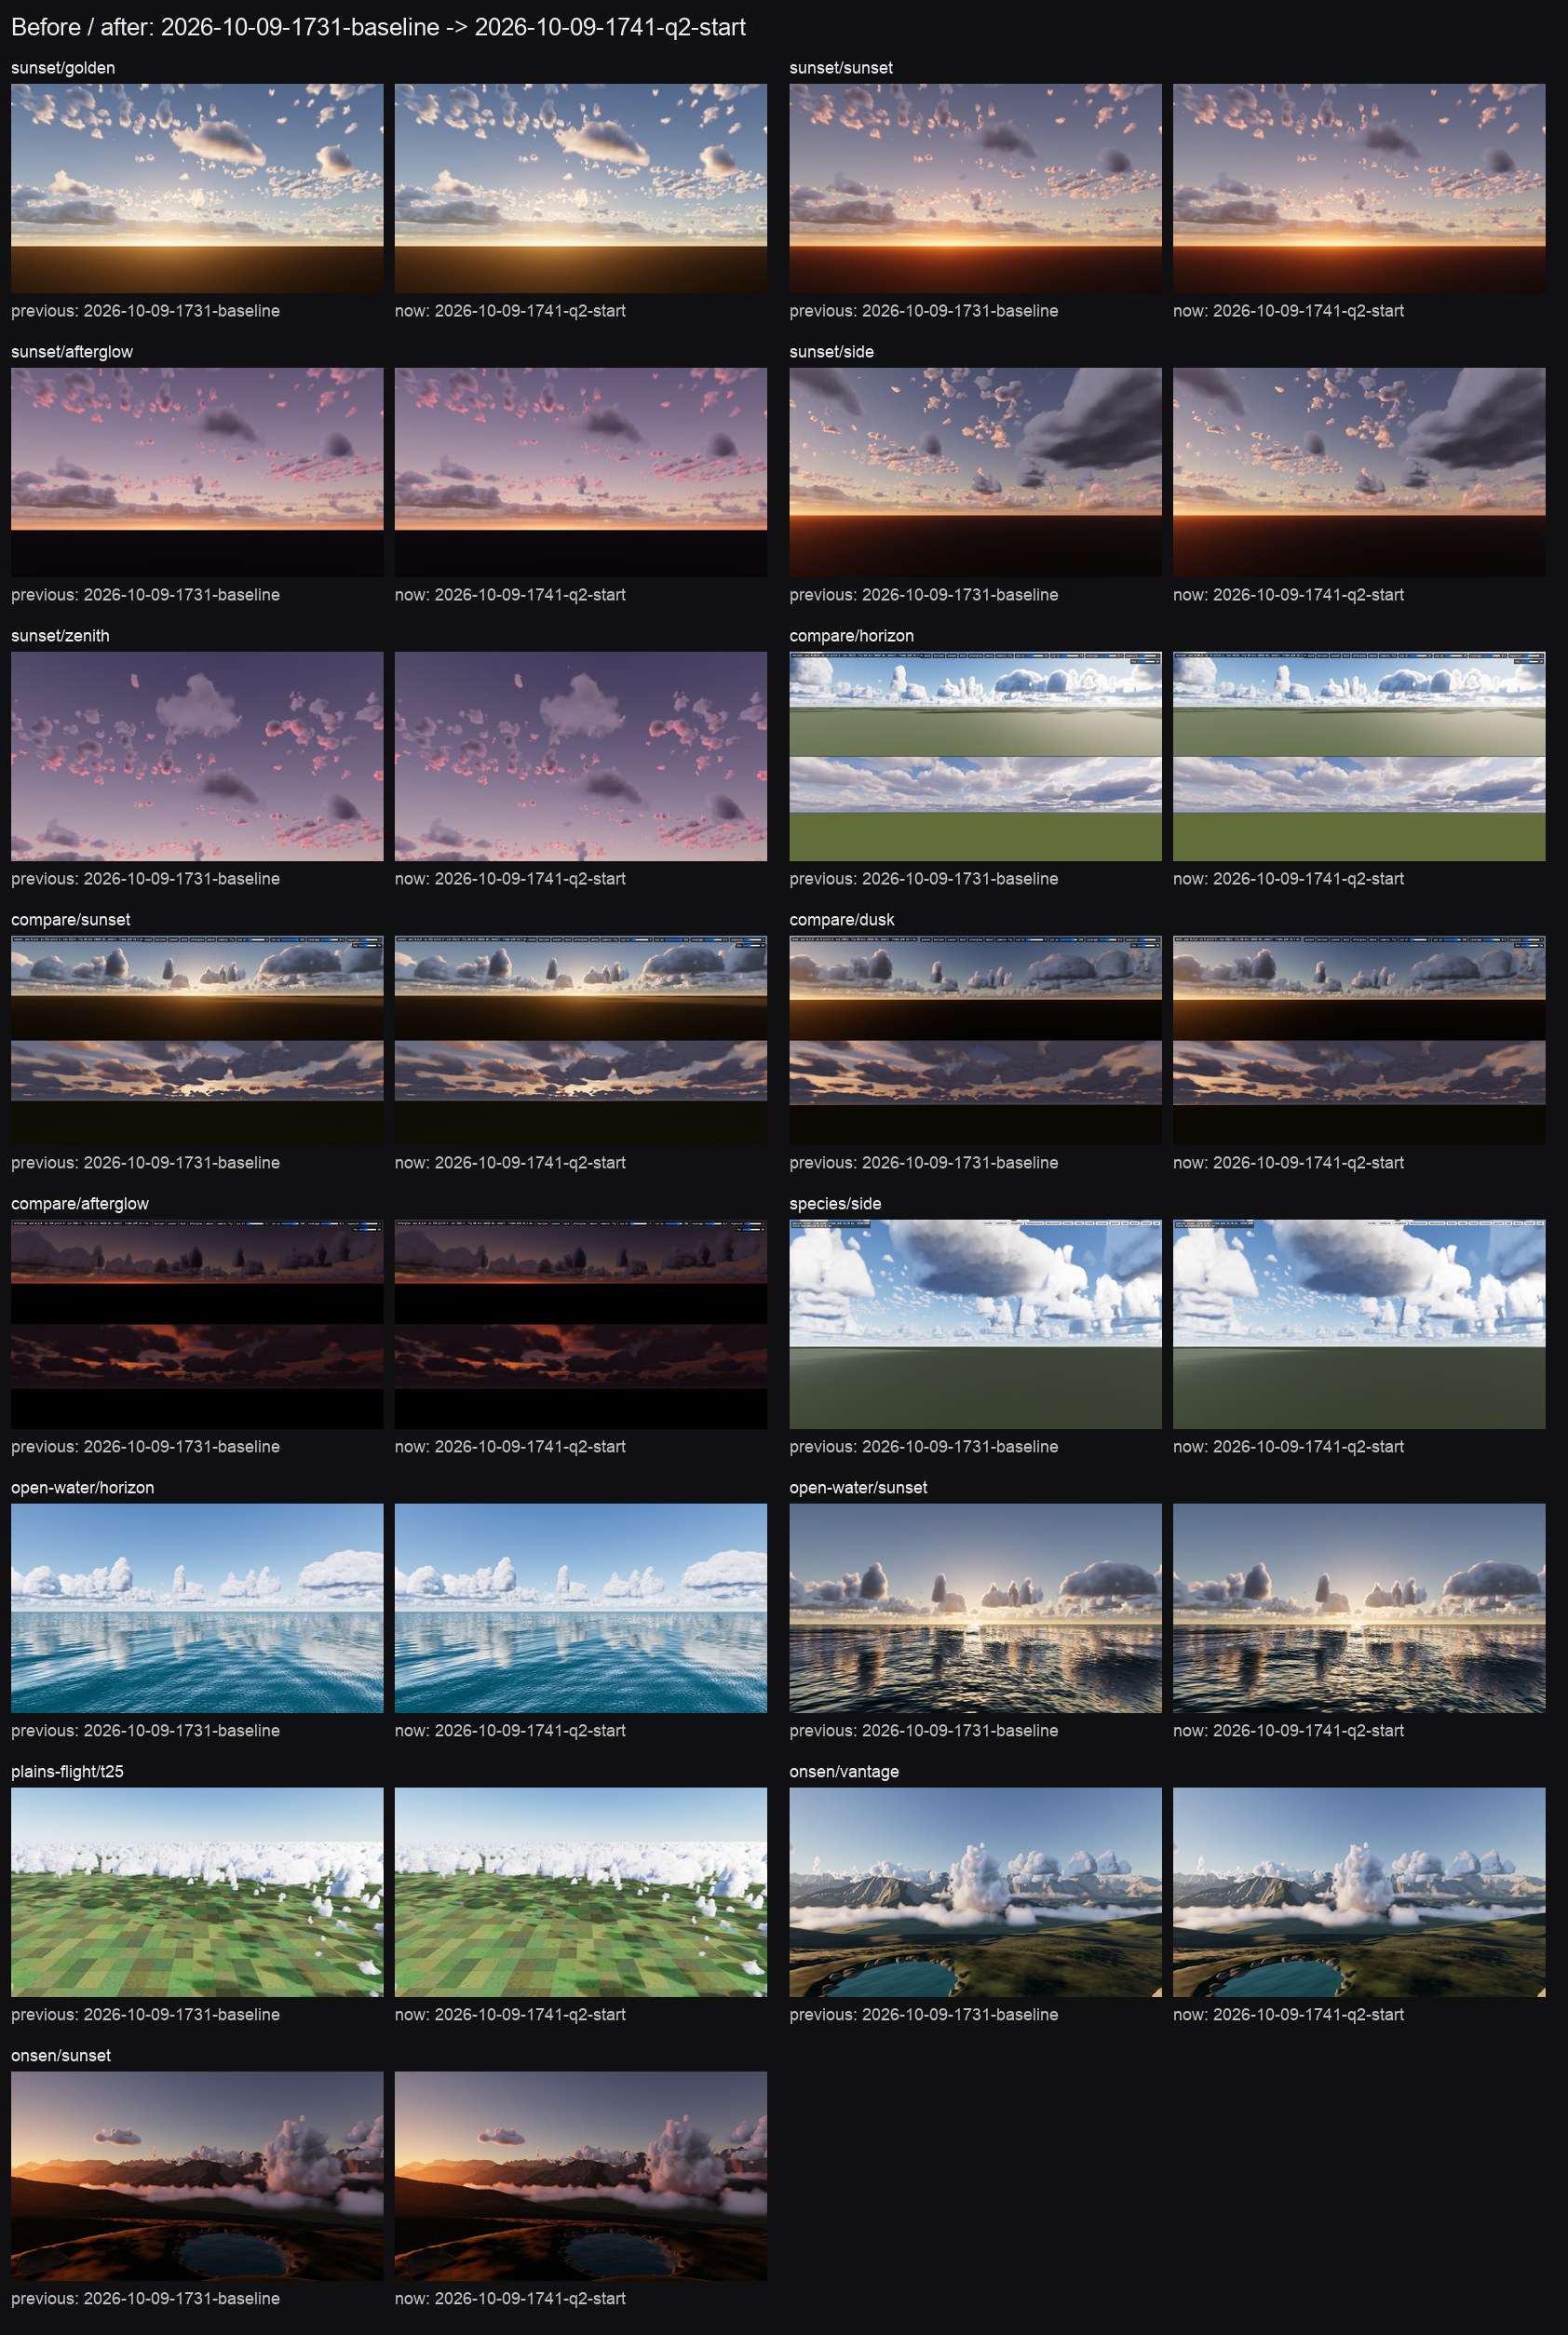 Before / after: 2026-10-09-1731-baseline -> 2026-10-09-1741-q2-start
sunset/golden
sunset/sunset
previous: 2026-10-09-1731-baseline
now: 2026-10-09-1741-q2-start
previous: 2026-10-09-1731-baseline
now: 2026-10-09-1741-q2-start
sunset/afterglow
sunset/side
previous: 2026-10-09-1731-baseline
now: 2026-10-09-1741-q2-start
previous: 2026-10-09-1731-baseline
now: 2026-10-09-1741-q2-start
sunset/zenith
compare/horizon
previous: 2026-10-09-1731-baseline
now: 2026-10-09-1741-q2-start
previous: 2026-10-09-1731-baseline
now: 2026-10-09-1741-q2-start
compare/sunset
compare/dusk
previous: 2026-10-09-1731-baseline
now: 2026-10-09-1741-q2-start
previous: 2026-10-09-1731-baseline
now: 2026-10-09-1741-q2-start
compare/afterglow
species/side
previous: 2026-10-09-1731-baseline
now: 2026-10-09-1741-q2-start
previous: 2026-10-09-1731-baseline
now: 2026-10-09-1741-q2-start
open-water/horizon
open-water/sunset
previous: 2026-10-09-1731-baseline
now: 2026-10-09-1741-q2-start
previous: 2026-10-09-1731-baseline
now: 2026-10-09-1741-q2-start
plains-flight/t25
onsen/vantage
previous: 2026-10-09-1731-baseline
now: 2026-10-09-1741-q2-start
previous: 2026-10-09-1731-baseline
now: 2026-10-09-1741-q2-start
onsen/sunset
previous: 2026-10-09-1731-baseline
now: 2026-10-09-1741-q2-start